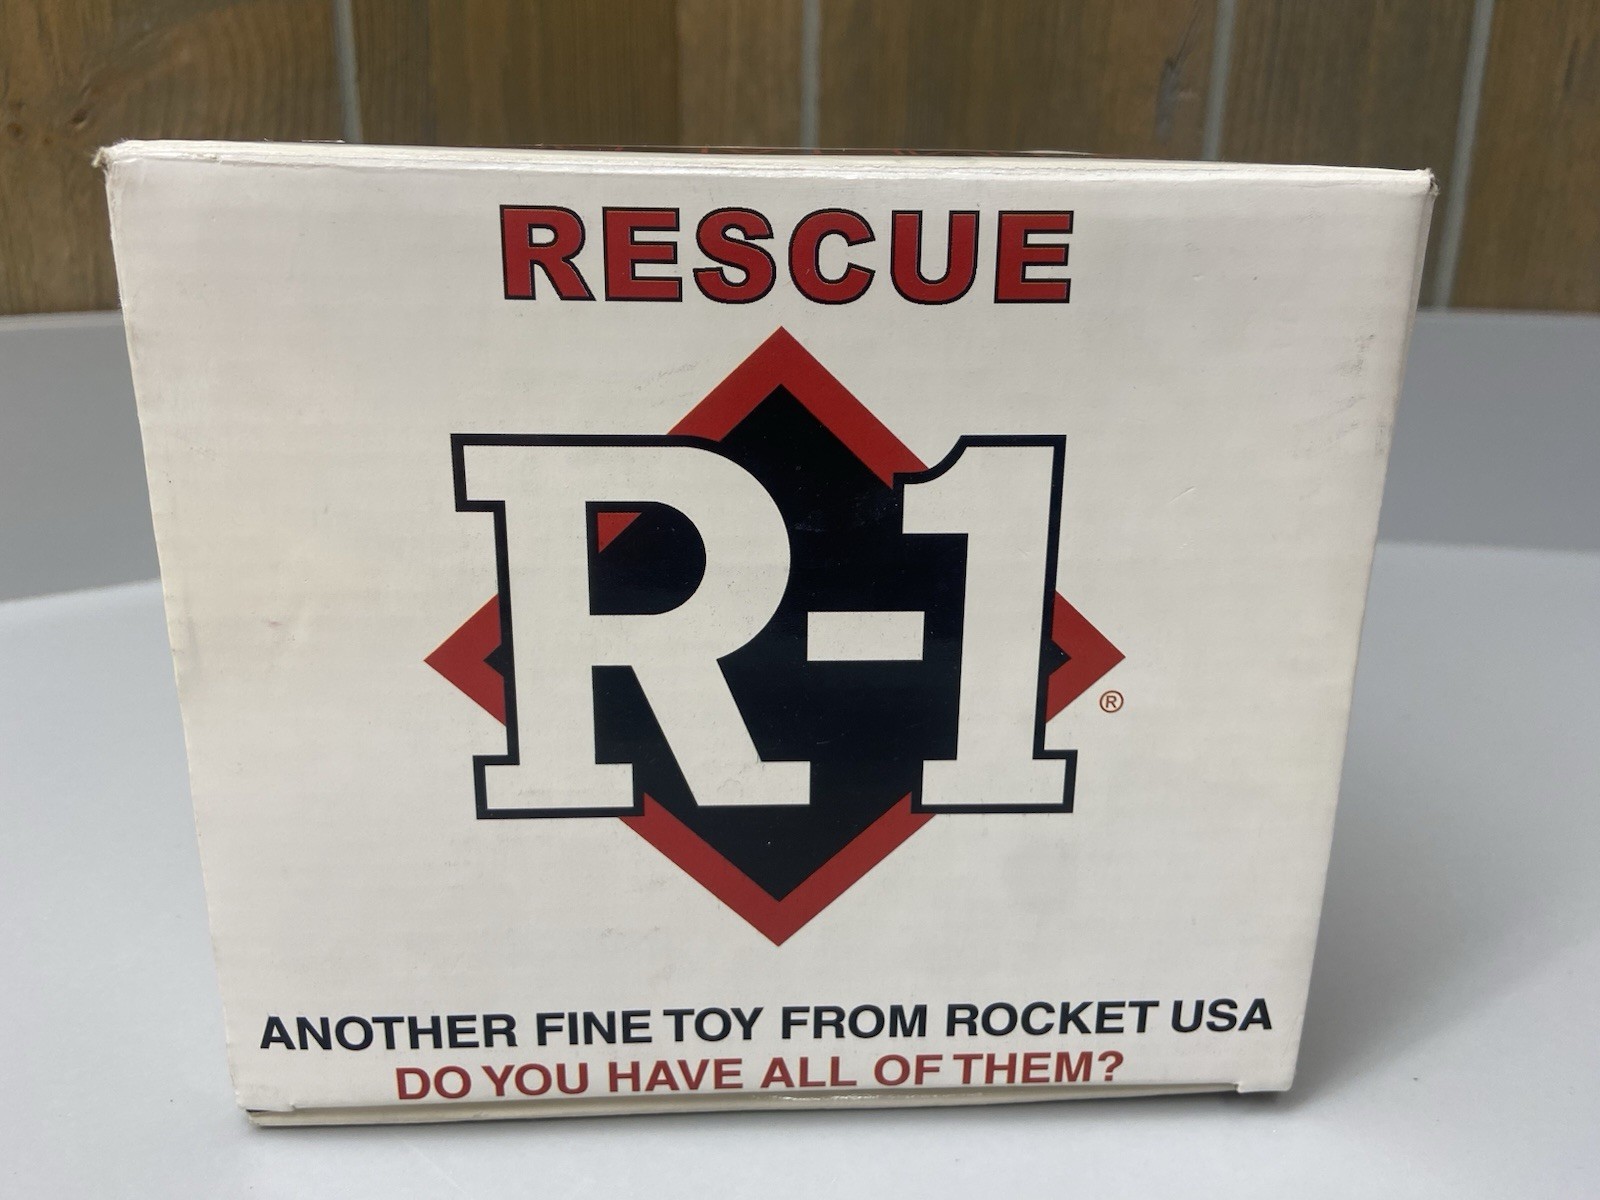 RESCUE
R-1
®
ANOTHER FINE TOY FROM ROCKET USA
DO YOU HAVE ALL OF THEM?